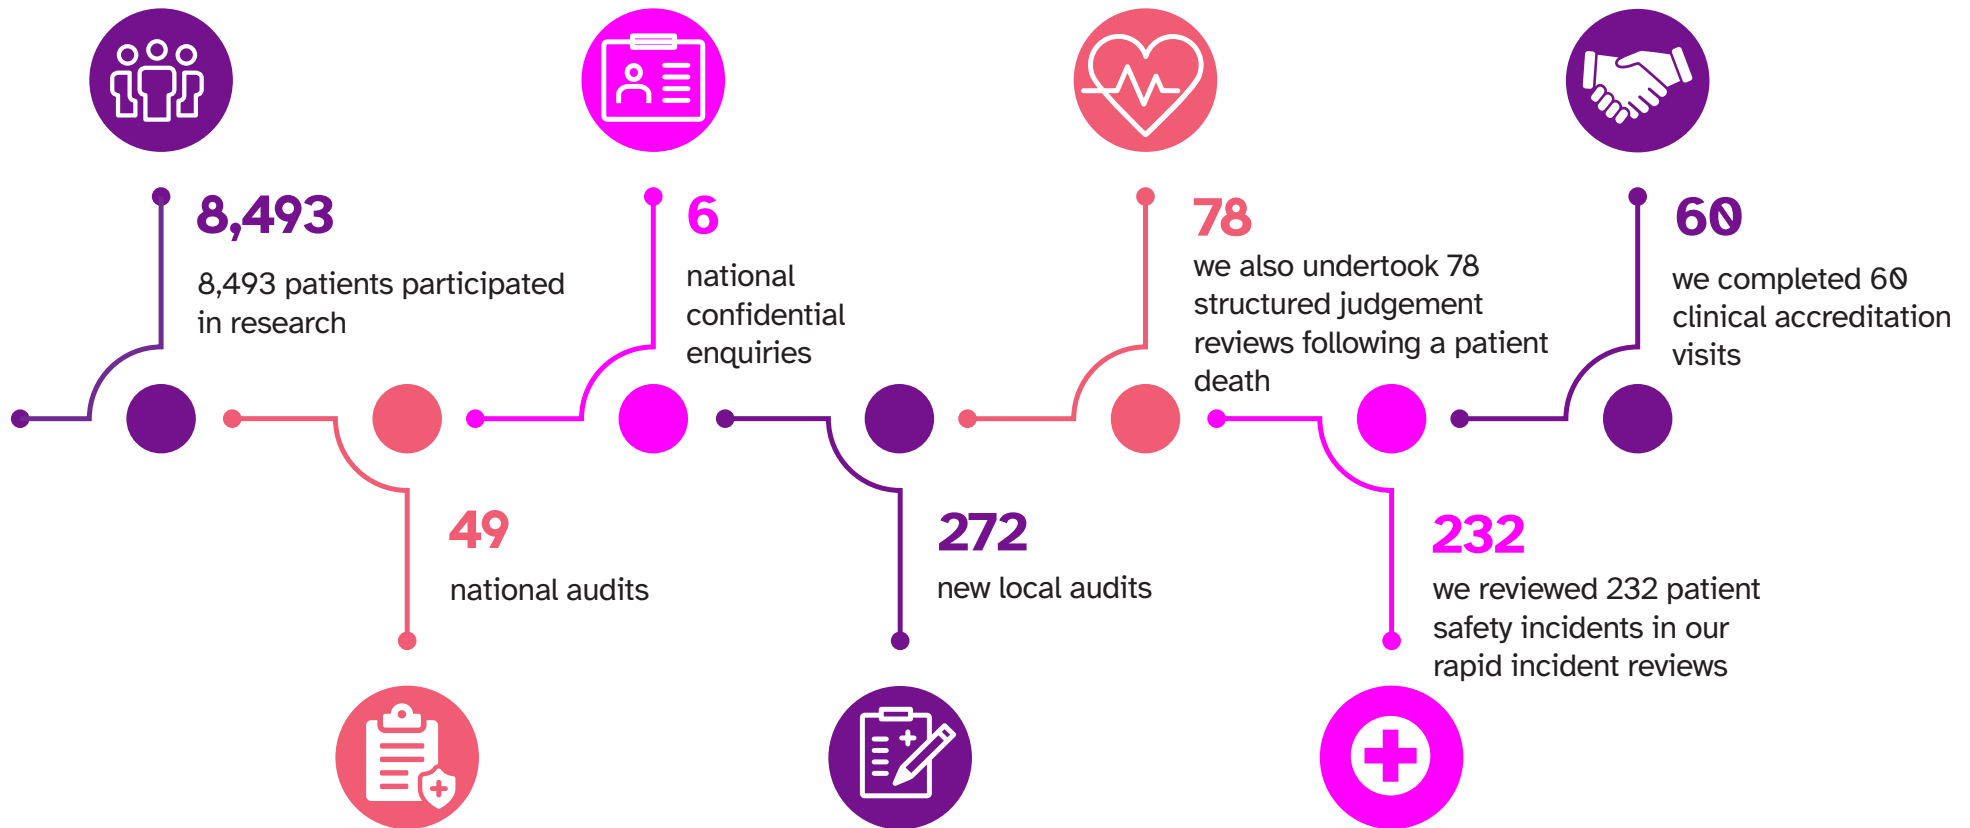 8,493
8,493 patients participated
in research
49
national audits
6
national
confidential
enquiries
272
new local audits
78
we also undertook 78
structured judgement
reviews following a patient
death
232
we reviewed 232 patient
safety incidents in our
rapid incident reviews
60
we completed 60
clinical accreditation
visits